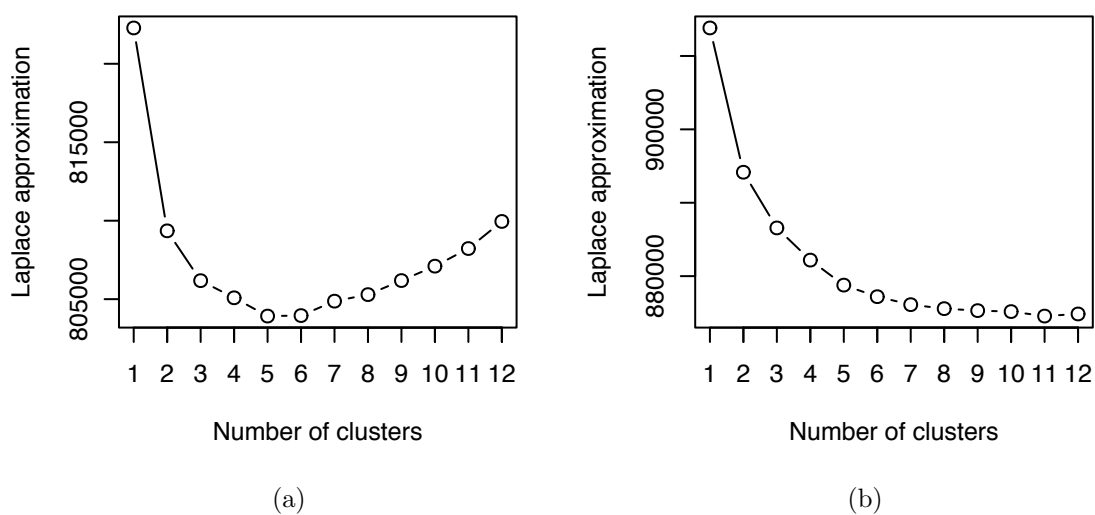 Laplace approximation
805000 815000
1 2 3 4 5 6 7 8 9 10 11 12
Number of clusters
(a)
Laplace approximation
880000 900000
1 2 3 4 5 6 7 8 9 10 11 12
Number of clusters
(b)